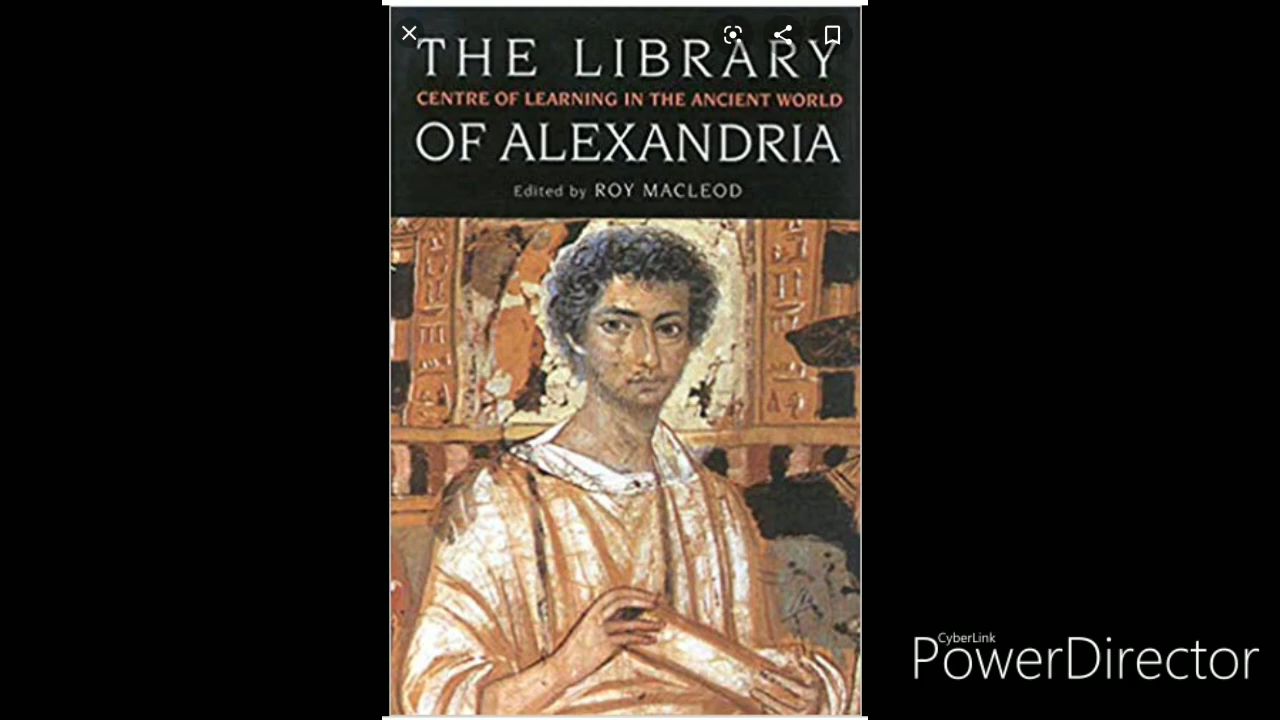 THE LIBRARY
CENTRE OF LEARNING IN THE ANCIENT WORLD
OF ALEXANDRIA
Edited by ROY MACLEOD
CyberLink
PowerDirector